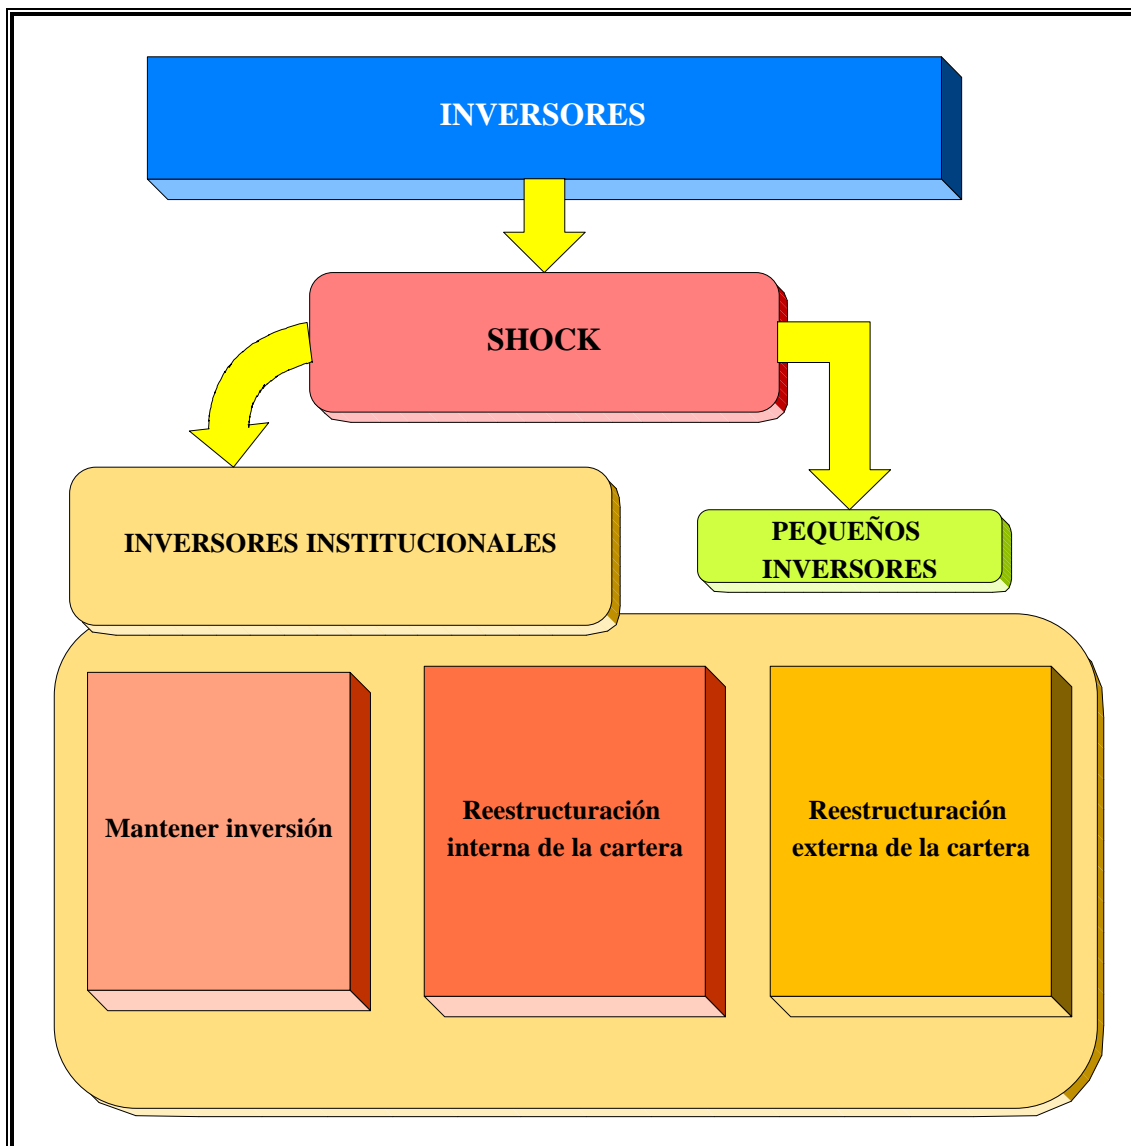 INVERSORES
SHOCK
INVERSORES INSTITUCIONALES
PEQUEÑOS
INVERSORES
Mantener inversión
Reestructuración
interna de la cartera
Reestructuración
externa de la cartera